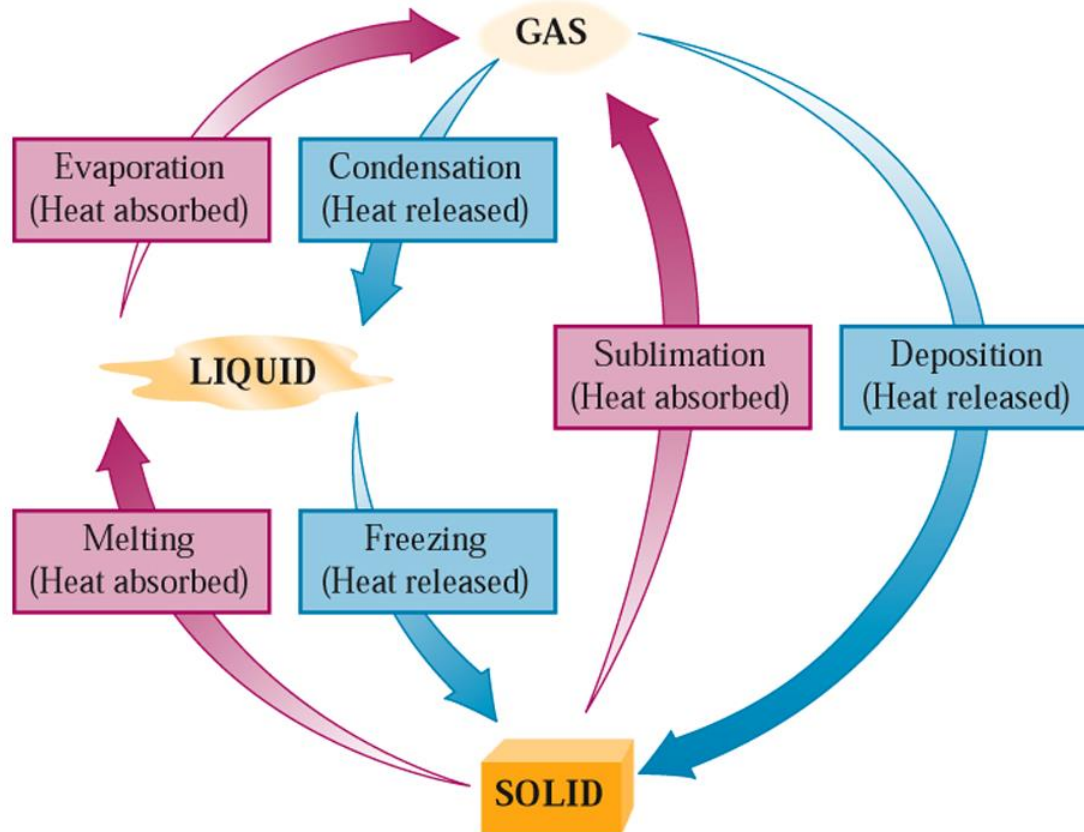 GAS
Evaporation
(Heat absorbed)
Condensation
(Heat released)
LIQUID
Sublimation
(Heat absorbed)
Deposition
(Heat released)
Melting
(Heat absorbed)
Freezing
(Heat released)
SOLID